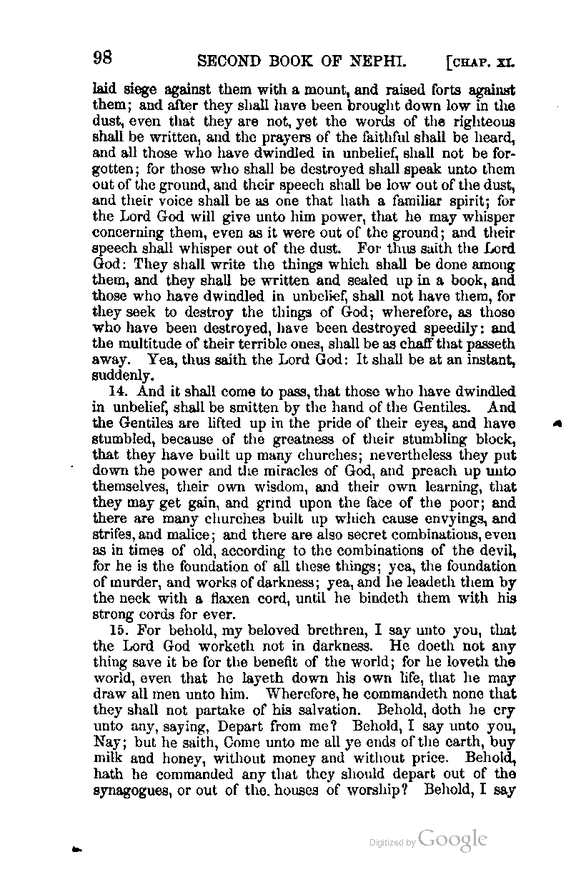 98 SECOND BOOK OF NEPHI. [CHAP. XI.
laid siege against them with a mount, and raised forts against
them; and after they shall have been brought down low in the
dust, even that they are not, yet the words of the righteous
shall be written, and the prayers of the faithful shall be heard,
and all those who have dwindled in unbelief, shall not be for-
gotten; for those who shall be destroyed shall speak unto them
out of the ground, and their speech shall be low out of the dust,
and their voice shall be as one that hath a familiar spirit; for
the Lord God will give unto him power, that he may whisper
concerning them, even as it were out of the ground; and their
speech shall whisper out of the dust. For thus saith the Lord
God: They shall write the things which shall be done among
them, and they shall be written and sealed up in a book, and
those who have dwindled in unbelief, shall not have them, for
they seek to destroy the things of God; wherefore, as those
who have been destroyed, have been destroyed speedily: and
the multitude of their terrible ones, shall be as chaff that passeth
away. Yea, thus saith the Lord God: It shall be at an instant,
suddenly.
14. And it shall come to pass, that those who have dwindled
in unbelief, shall be smitten by the hand of the Gentiles. And
the Gentiles are lifted up in the pride of their eyes, and have
stumbled, because of the greatness of their stumbling block,
that they have built up many churches; nevertheless they put
down the power and the miracles of God, and preach up unto
themselves, their own wisdom, and their own learning, that
they may get gain, and grind upon the face of the poor; and
there are many churches built up which cause envyings, and
strifes, and malice; and there are also secret combinations, even
as in times of old, according to the combinations of the devil,
for he is the foundation of all these things; yea, the foundation
of murder, and works of darkness; yea, and he leadeth them by
the neck with a flaxen cord, until he bindeth them with his
strong cords for ever.
15. For behold, my beloved brethren, I say unto you, that
the Lord God worketh not in darkness. He doeth not any
thing save it be for the benefit of the world; for he loveth the
world, even that he layeth down his own life, that he may
draw all men unto him. Wherefore, he commandeth none that
they shall not partake of his salvation. Behold, doth he cry
unto any, saying, Depart from me? Behold, I say unto you,
Nay; but he saith, Come unto me all ye ends of the earth, buy
milk and honey, without money and without price. Behold,
hath he commanded any that they should depart out of the
synagogues, or out of the. houses of worship? Behold, I say
Digitized by Google